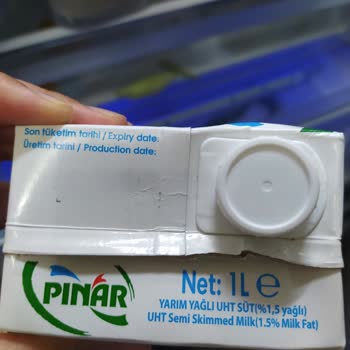 Son tüketim tarihi / Expiry date:
Üretim tarihi / Production date:
PINAR
Net: 1L ℮
YARIM YAĞLI UHT SÜT(%1,5 yağlı)
UHT Semi Skimmed Milk(1.5% Milk Fat)